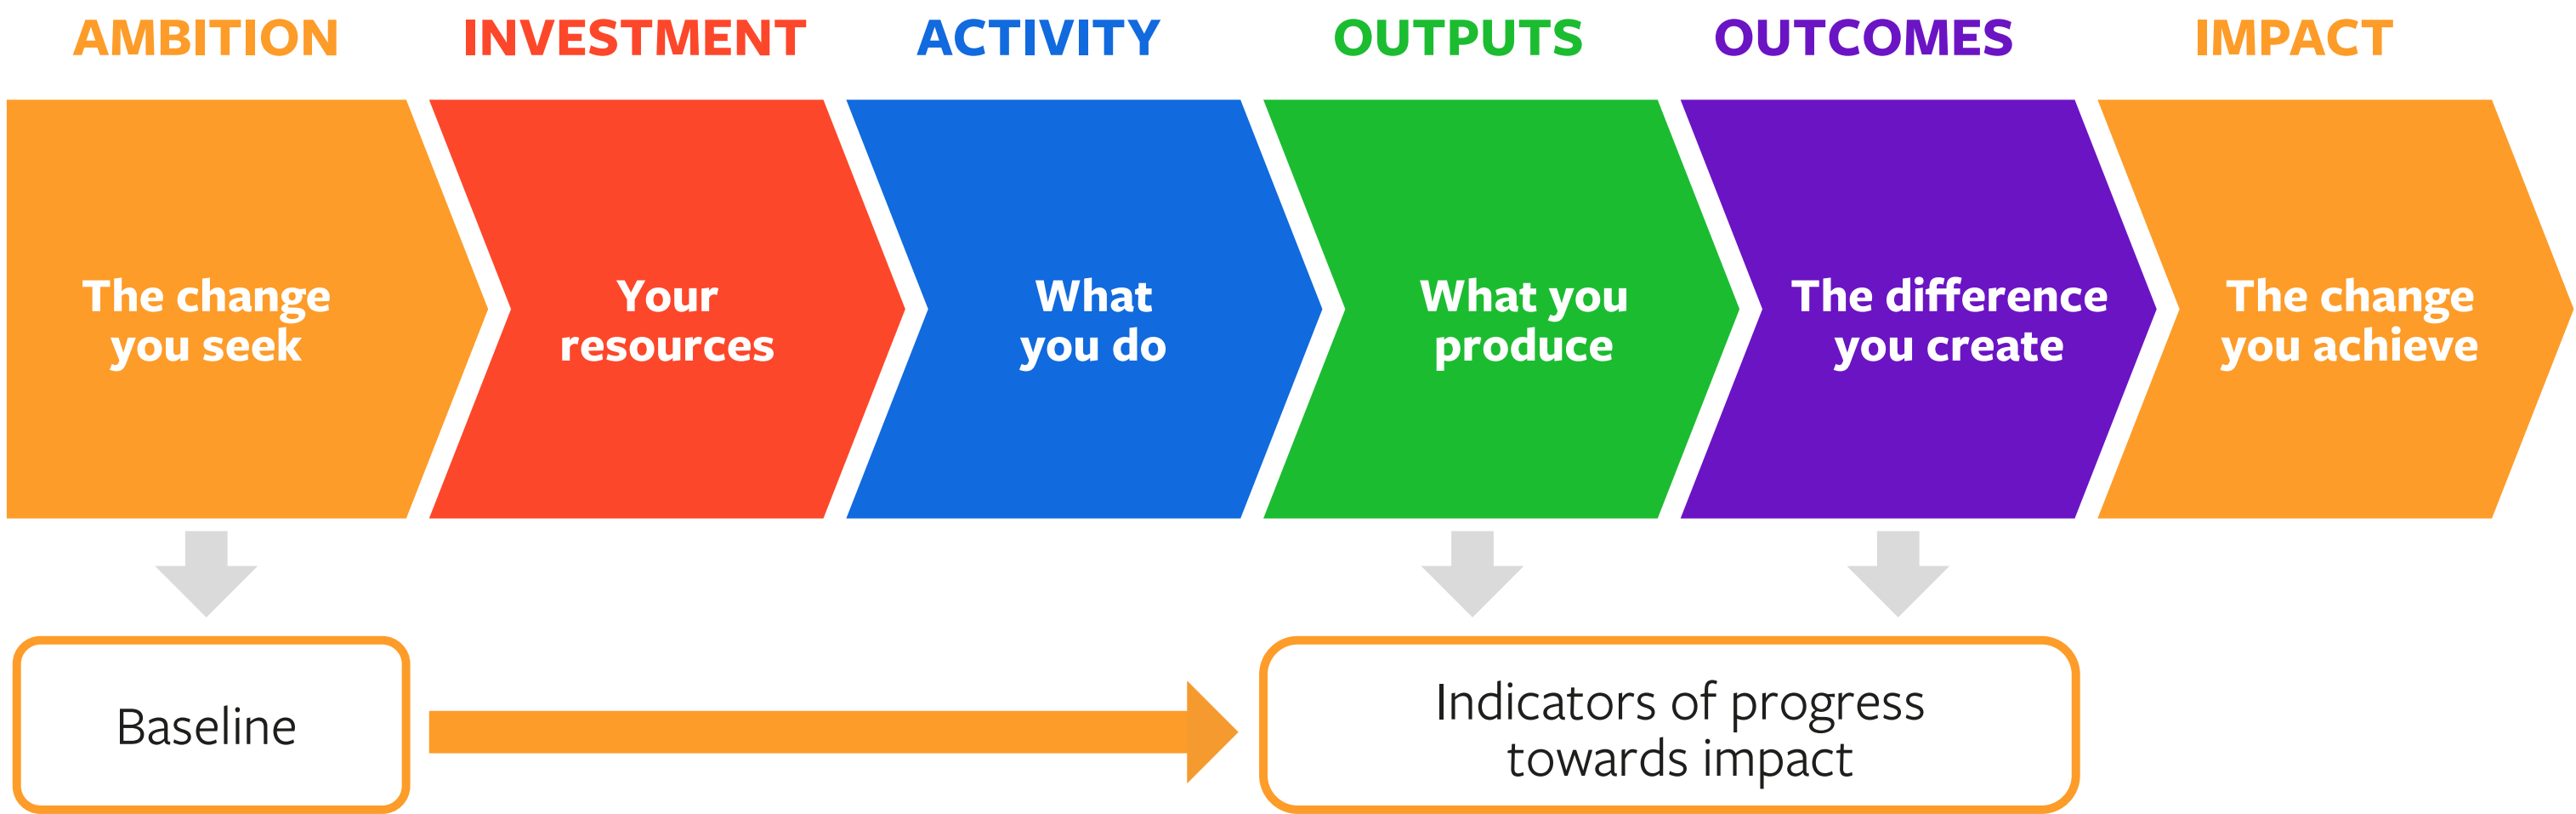 AMBITION
INVESTMENT
ACTIVITY
OUTPUTS
OUTCOMES
IMPACT
The change
you seek
Your
resources
What
you do
What you
produce
The difference
you create
The change
you achieve
Baseline
Indicators of progress
towards impact